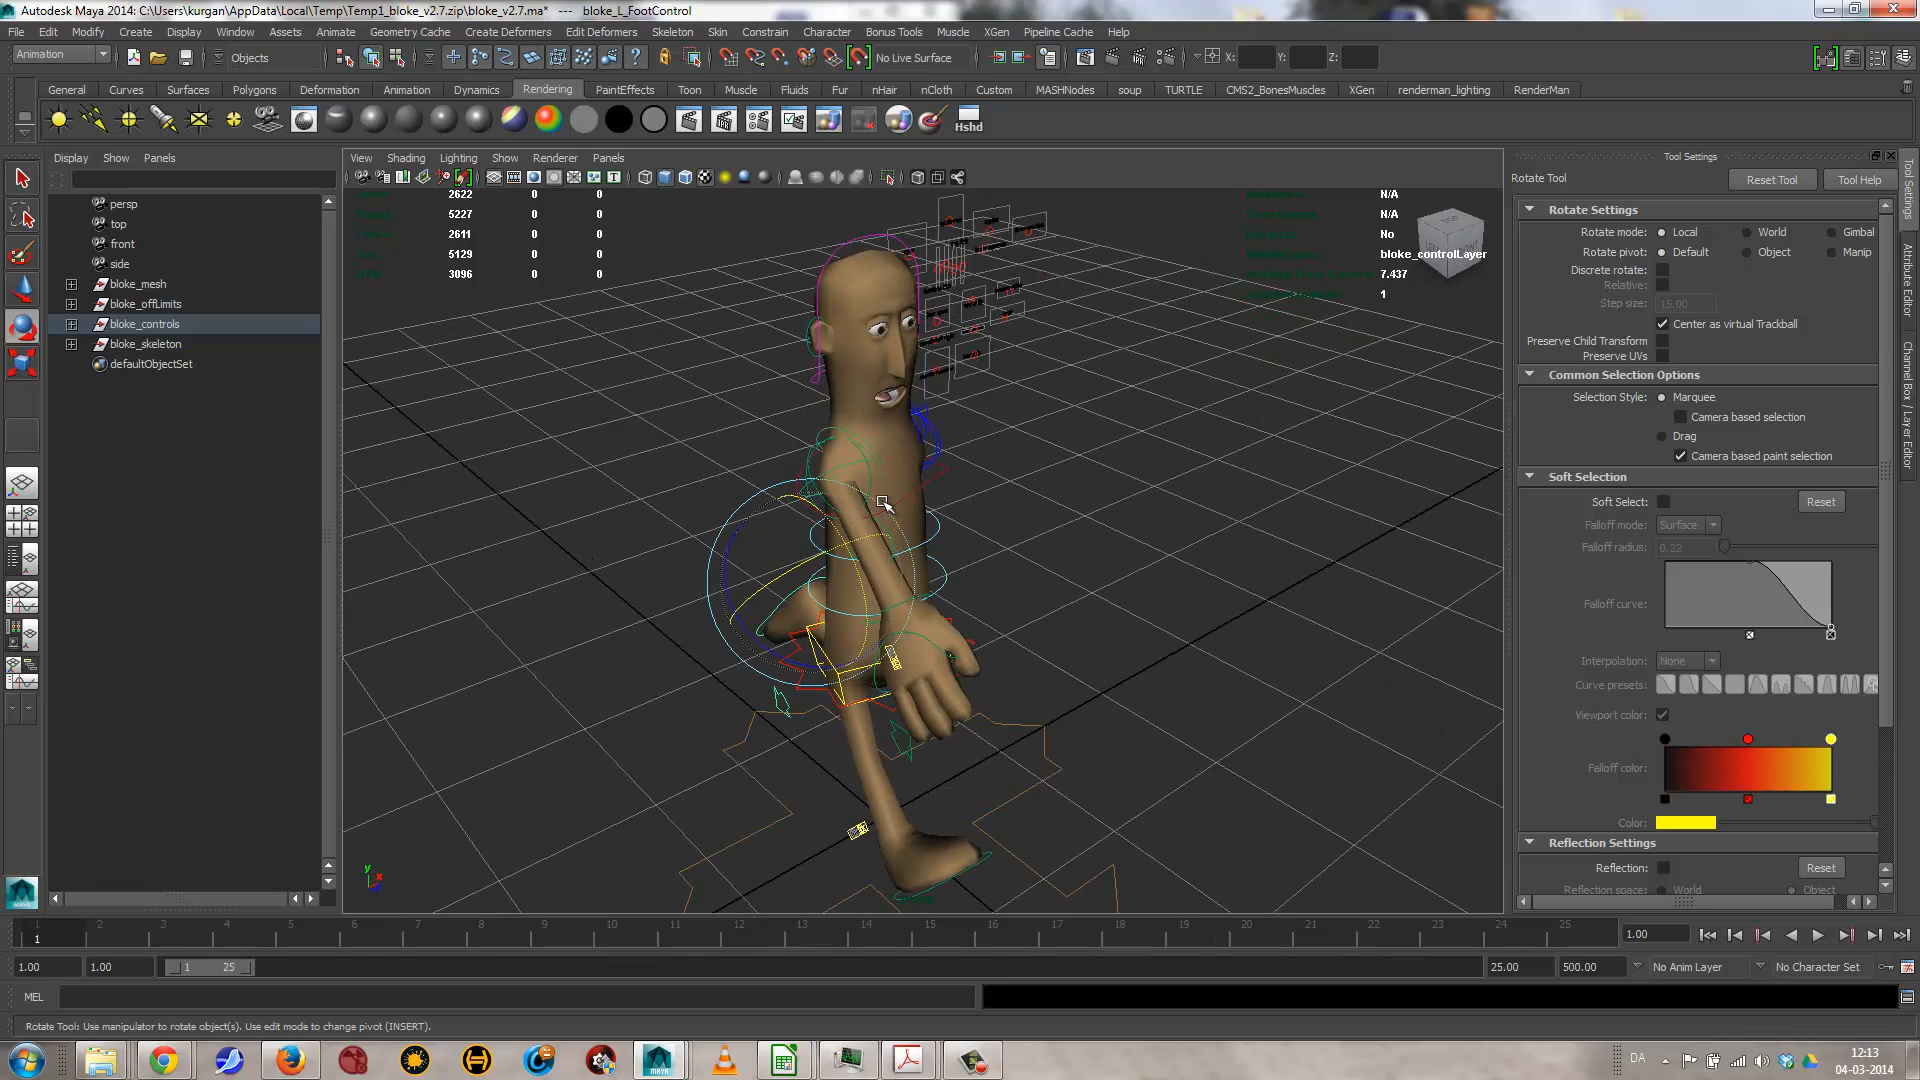 Autodesk Maya 2014: C:\Users\kurgan\AppData\Local\Temp\Temp1_bloke_v2.7.zip\bloke_v2.7.ma*   ---   bloke_L_FootControl
File Edit Modify Create Display Window Assets Animate Geometry Cache Create Deformers Edit Deformers Skeleton Skin Constrain Character Bonus Tools Muscle XGen Pipeline Cache Help
Animation Objects No Live Surface X: Y: Z:
General Curves Surfaces Polygons Deformation Animation Dynamics Rendering PaintEffects Toon Muscle Fluids Fur nHair nCloth Custom MASHNodes soup TURTLE CMS2_BonesMuscles XGen renderman_lighting RenderMan
Hshd
Display Show Panels
View Shading Lighting Show Renderer Panels
Tool Settings
Rotate Tool Reset Tool Tool Help
persp
top
front
side
bloke_mesh
bloke_offLimits
bloke_controls
bloke_skeleton
defaultObjectSet
2622 0 0
5227 0 0
2611 0 0
5129 0 0
3096 0 0
N/A
N/A
No
bloke_controlLayer
7.437
1
TOP
FRONT
Rotate Settings
Rotate mode: Local World Gimbal
Rotate pivot: Default Object Manip
Discrete rotate:
Relative:
Step size: 15.00
Center as virtual Trackball
Preserve Child Transform
Preserve UVs
Common Selection Options
Selection Style: Marquee
Camera based selection
Drag
Camera based paint selection
Soft Selection
Soft Select: Reset
Falloff mode: Surface
Falloff radius: 0.22
Falloff curve:
Interpolation: None
Curve presets:
Viewport color:
Falloff color:
Color:
Reflection Settings
Reflection: Reset
Reflection space: World Object
Tool Settings
Attribute Editor
Channel Box / Layer Editor
y
x
MAYA
1 2 3 4 5 6 7 8 9 10 11 12 13 14 15 16 17 18 19 20 21 22 23 24 25
1
1.00
1.00 1.00 1 25 25.00 500.00 No Anim Layer No Character Set
MEL
Rotate Tool: Use manipulator to rotate object(s). Use edit mode to change pivot (INSERT).
MAYA
DA
12:13
04-03-2014